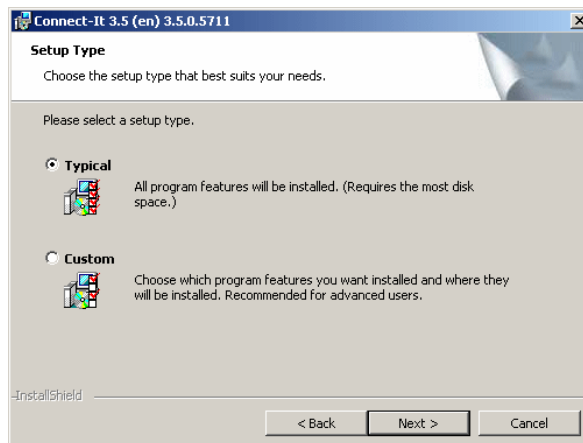 Connect-It 3.5 (en) 3.5.0.5711
Setup Type
Choose the setup type that best suits your needs.
Please select a setup type.
Typical
All program features will be installed. (Requires the most disk
space.)
Custom
Choose which program features you want installed and where they
will be installed. Recommended for advanced users.
InstallShield
< Back Next > Cancel